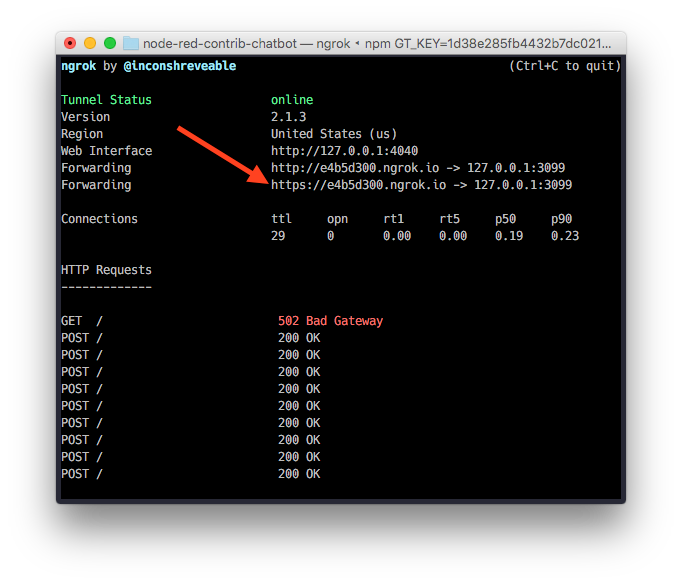 node-red-contrib-chatbot — ngrok ◂ npm GT_KEY=1d38e285fb4432b7dc021...
ngrok by @inconshreveable (Ctrl+C to quit)
Tunnel Status online
Version 2.1.3
Region United States (us)
Web Interface http://127.0.0.1:4040
Forwarding http://e4b5d300.ngrok.io -> 127.0.0.1:3099
Forwarding https://e4b5d300.ngrok.io -> 127.0.0.1:3099
Connections ttl opn rt1 rt5 p50 p90
29 0 0.00 0.00 0.19 0.23
HTTP Requests
-------------
GET / 502 Bad Gateway
POST / 200 OK
POST / 200 OK
POST / 200 OK
POST / 200 OK
POST / 200 OK
POST / 200 OK
POST / 200 OK
POST / 200 OK
POST / 200 OK